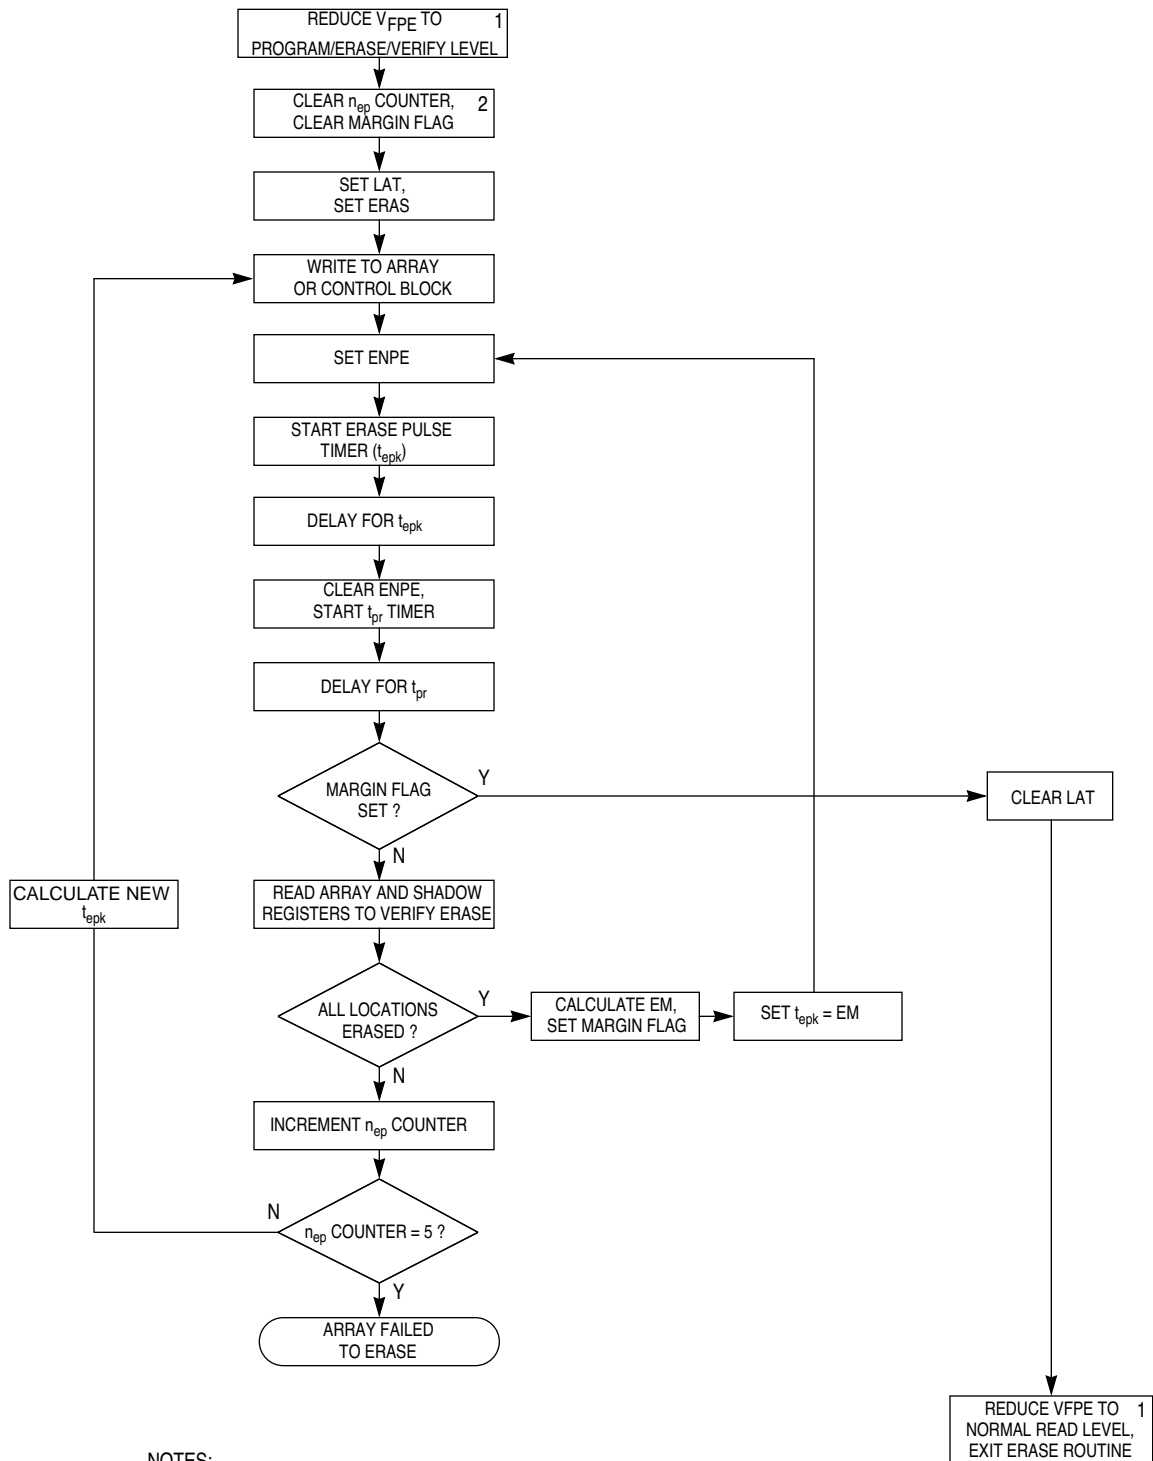 REDUCE VFPE TO 1
PROGRAM/ERASE/VERIFY LEVEL
CLEAR nep COUNTER, 2
CLEAR MARGIN FLAG
SET LAT,
SET ERAS
WRITE TO ARRAY
OR CONTROL BLOCK
SET ENPE
START ERASE PULSE
TIMER (tepk)
DELAY FOR tepk
CLEAR ENPE,
START tpr TIMER
DELAY FOR tpr
MARGIN FLAG
SET ?
Y
CLEAR LAT
N
CALCULATE NEW
tepk
READ ARRAY AND SHADOW
REGISTERS TO VERIFY ERASE
ALL LOCATIONS
ERASED ?
Y
CALCULATE EM,
SET MARGIN FLAG
SET tepk = EM
N
INCREMENT nep COUNTER
N
nep COUNTER = 5 ?
Y
ARRAY FAILED
TO ERASE
REDUCE VFPE TO 1
NORMAL READ LEVEL,
EXIT ERASE ROUTINE
NOTES: